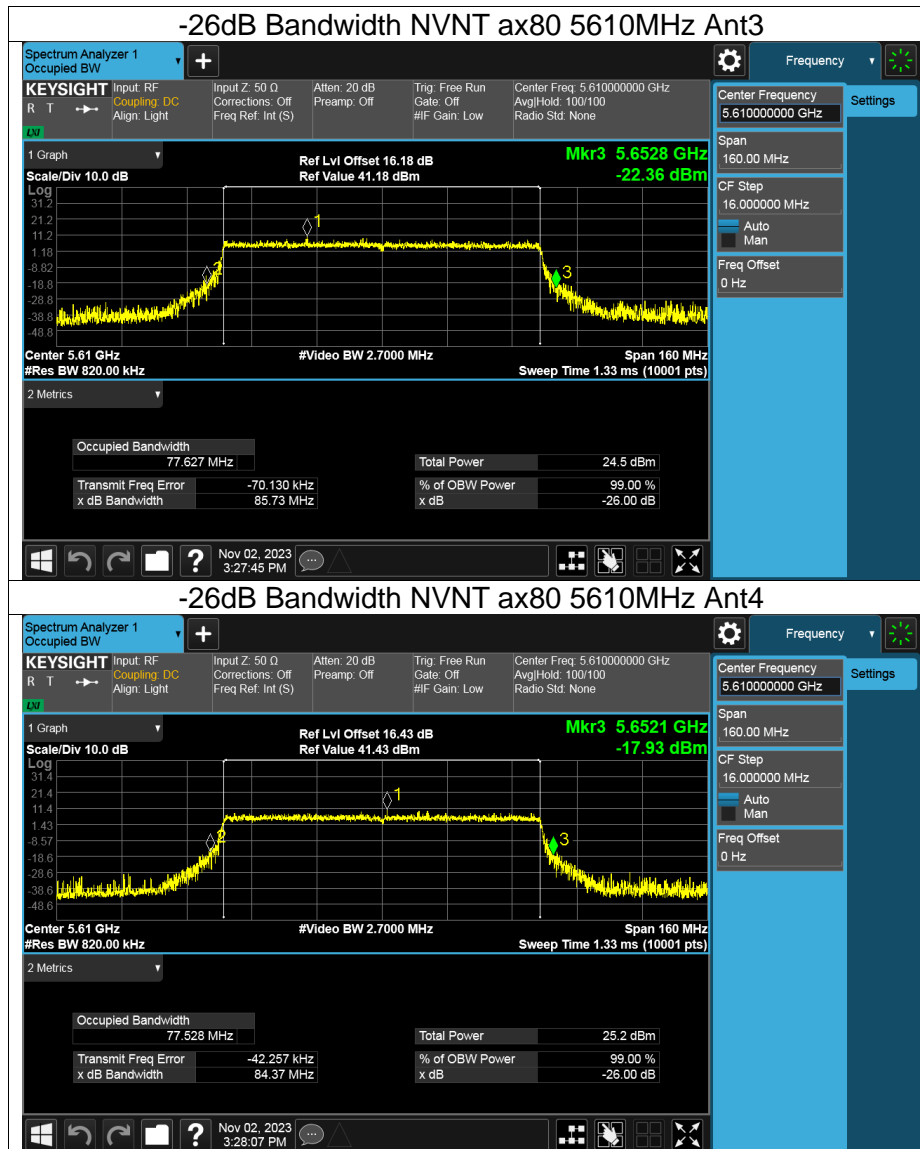 -26dB Bandwidth NVNT ax80 5610MHz Ant3
Spectrum Analyzer 1
Occupied BW
Frequency
KEYSIGHT Input: RF Input Z: 50 Ω Atten: 20 dB Trig: Free Run Center Freq: 5.610000000 GHz
R T Coupling: DC Corrections: Off Preamp: Off Gate: Off Avg|Hold: 100/100
Align: Light Freq Ref: Int (S) #IF Gain: Low Radio Std: None
LXI
Center Frequency
5.610000000 GHz
Settings
Span
160.00 MHz
CF Step
16.000000 MHz
Auto
Man
Freq Offset
0 Hz
1 Graph Ref Lvl Offset 16.18 dB Mkr3 5.6528 GHz
Scale/Div 10.0 dB Ref Value 41.18 dBm -22.36 dBm
Log
31.2
21.2
11.2
1.18
-8.82
-18.8
-28.8
-38.8
-48.8
1
2
3
Center 5.61 GHz #Video BW 2.7000 MHz Span 160 MHz
#Res BW 820.00 kHz Sweep Time 1.33 ms (10001 pts)
2 Metrics
Occupied Bandwidth
77.627 MHz Total Power 24.5 dBm
Transmit Freq Error -70.130 kHz % of OBW Power 99.00 %
x dB Bandwidth 85.73 MHz x dB -26.00 dB
Nov 02, 2023
3:27:45 PM
-26dB Bandwidth NVNT ax80 5610MHz Ant4
Spectrum Analyzer 1
Occupied BW
Frequency
KEYSIGHT Input: RF Input Z: 50 Ω Atten: 20 dB Trig: Free Run Center Freq: 5.610000000 GHz
R T Coupling: DC Corrections: Off Preamp: Off Gate: Off Avg|Hold: 100/100
Align: Light Freq Ref: Int (S) #IF Gain: Low Radio Std: None
LXI
Center Frequency
5.610000000 GHz
Settings
Span
160.00 MHz
CF Step
16.000000 MHz
Auto
Man
Freq Offset
0 Hz
1 Graph Ref Lvl Offset 16.43 dB Mkr3 5.6521 GHz
Scale/Div 10.0 dB Ref Value 41.43 dBm -17.93 dBm
Log
31.4
21.4
11.4
1.43
-8.57
-18.6
-28.6
-38.6
-48.6
1
2
3
Center 5.61 GHz #Video BW 2.7000 MHz Span 160 MHz
#Res BW 820.00 kHz Sweep Time 1.33 ms (10001 pts)
2 Metrics
Occupied Bandwidth
77.528 MHz Total Power 25.2 dBm
Transmit Freq Error -42.257 kHz % of OBW Power 99.00 %
x dB Bandwidth 84.37 MHz x dB -26.00 dB
Nov 02, 2023
3:28:07 PM